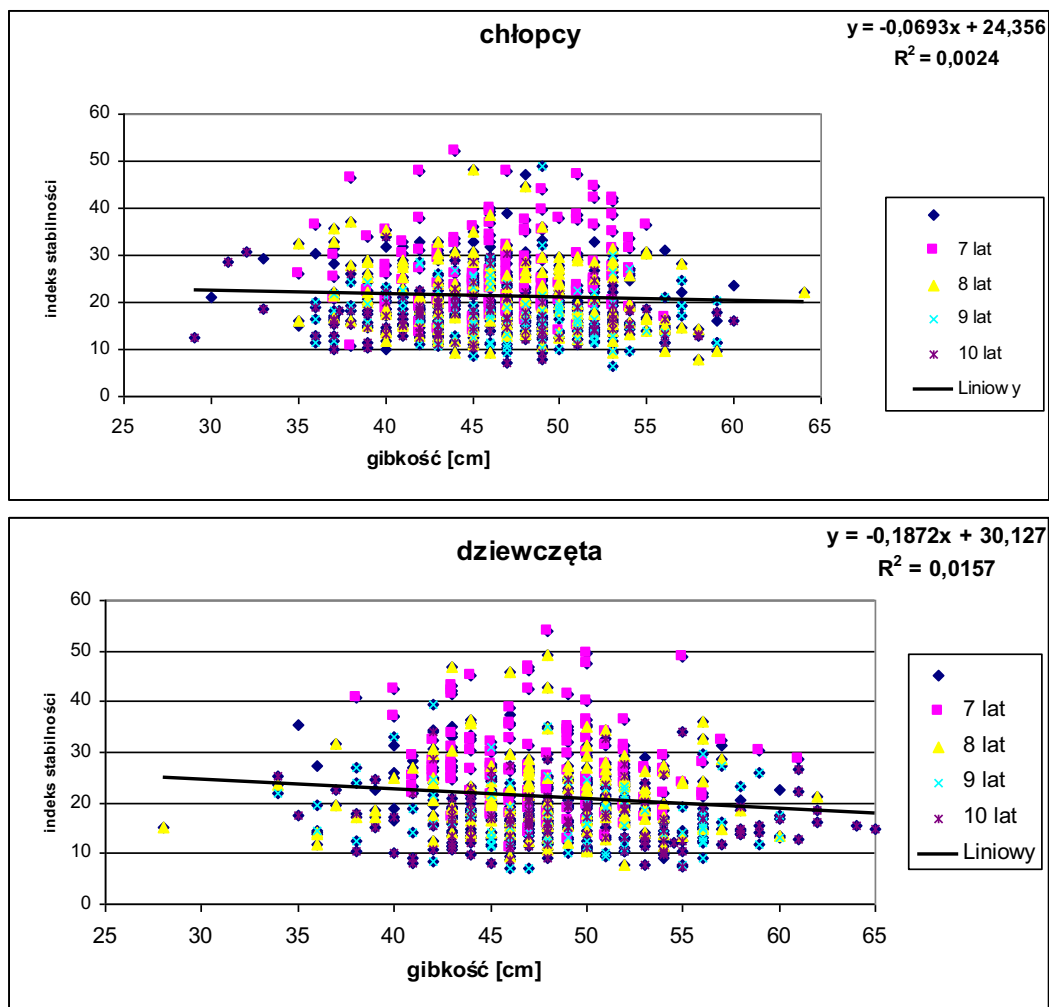 chłopcy
y = -0,0693x + 24,356
R² = 0,0024
indeks stabilności
60
50
40
30
20
10
0
25 30 35 40 45 50 55 60 65
gibkość [cm]
7 lat
8 lat
9 lat
10 lat
Liniow y
dziewczęta
y = -0,1872x + 30,127
R² = 0,0157
indeks stabilności
60
50
40
30
20
10
0
25 30 35 40 45 50 55 60 65
gibkość [cm]
7 lat
8 lat
9 lat
10 lat
Liniowy